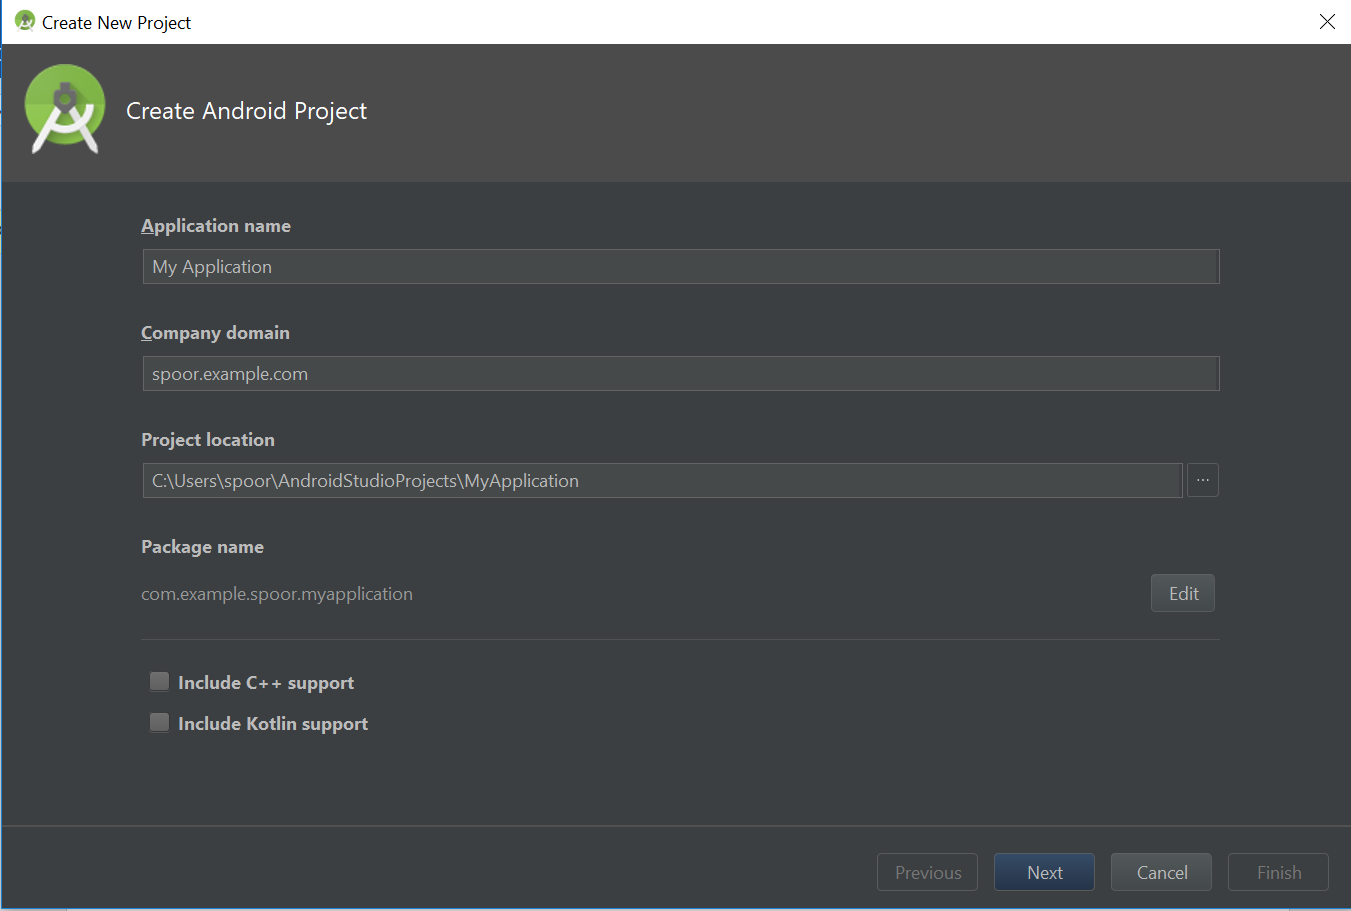 Create New Project
Create Android Project
Application name
My Application
Company domain
spoor.example.com
Project location
C:\Users\spoor\AndroidStudioProjects\MyApplication
...
Package name
com.example.spoor.myapplication
Edit
Include C++ support
Include Kotlin support
Previous Next Cancel Finish